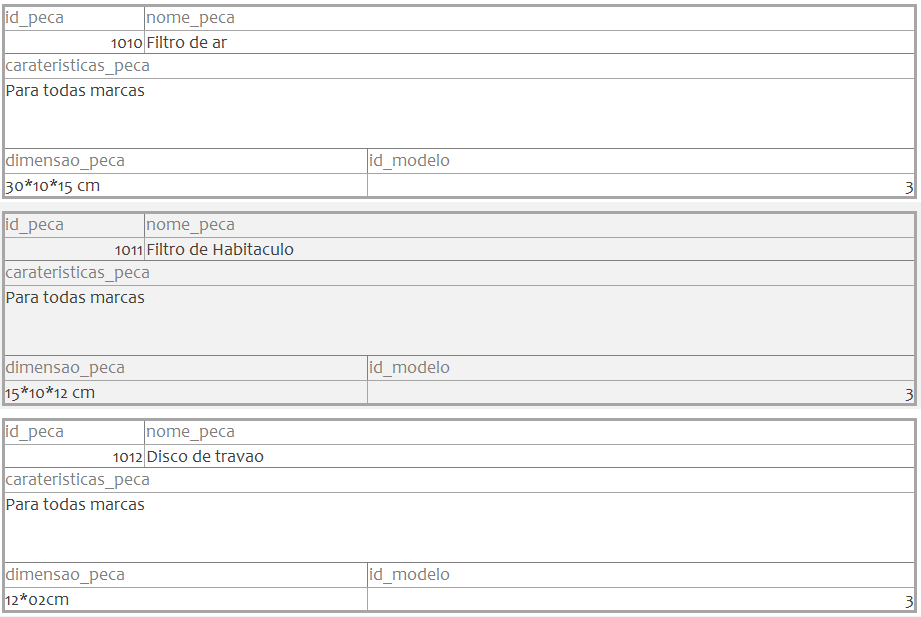 id_peca nome_peca
1010 Filtro de ar
carateristicas_peca
Para todas marcas
dimensao_peca id_modelo
30*10*15 cm 3
id_peca nome_peca
1011 Filtro de Habitaculo
carateristicas_peca
Para todas marcas
dimensao_peca id_modelo
15*10*12 cm 3
id_peca nome_peca
1012 Disco de travao
carateristicas_peca
Para todas marcas
dimensao_peca id_modelo
12*02cm 3